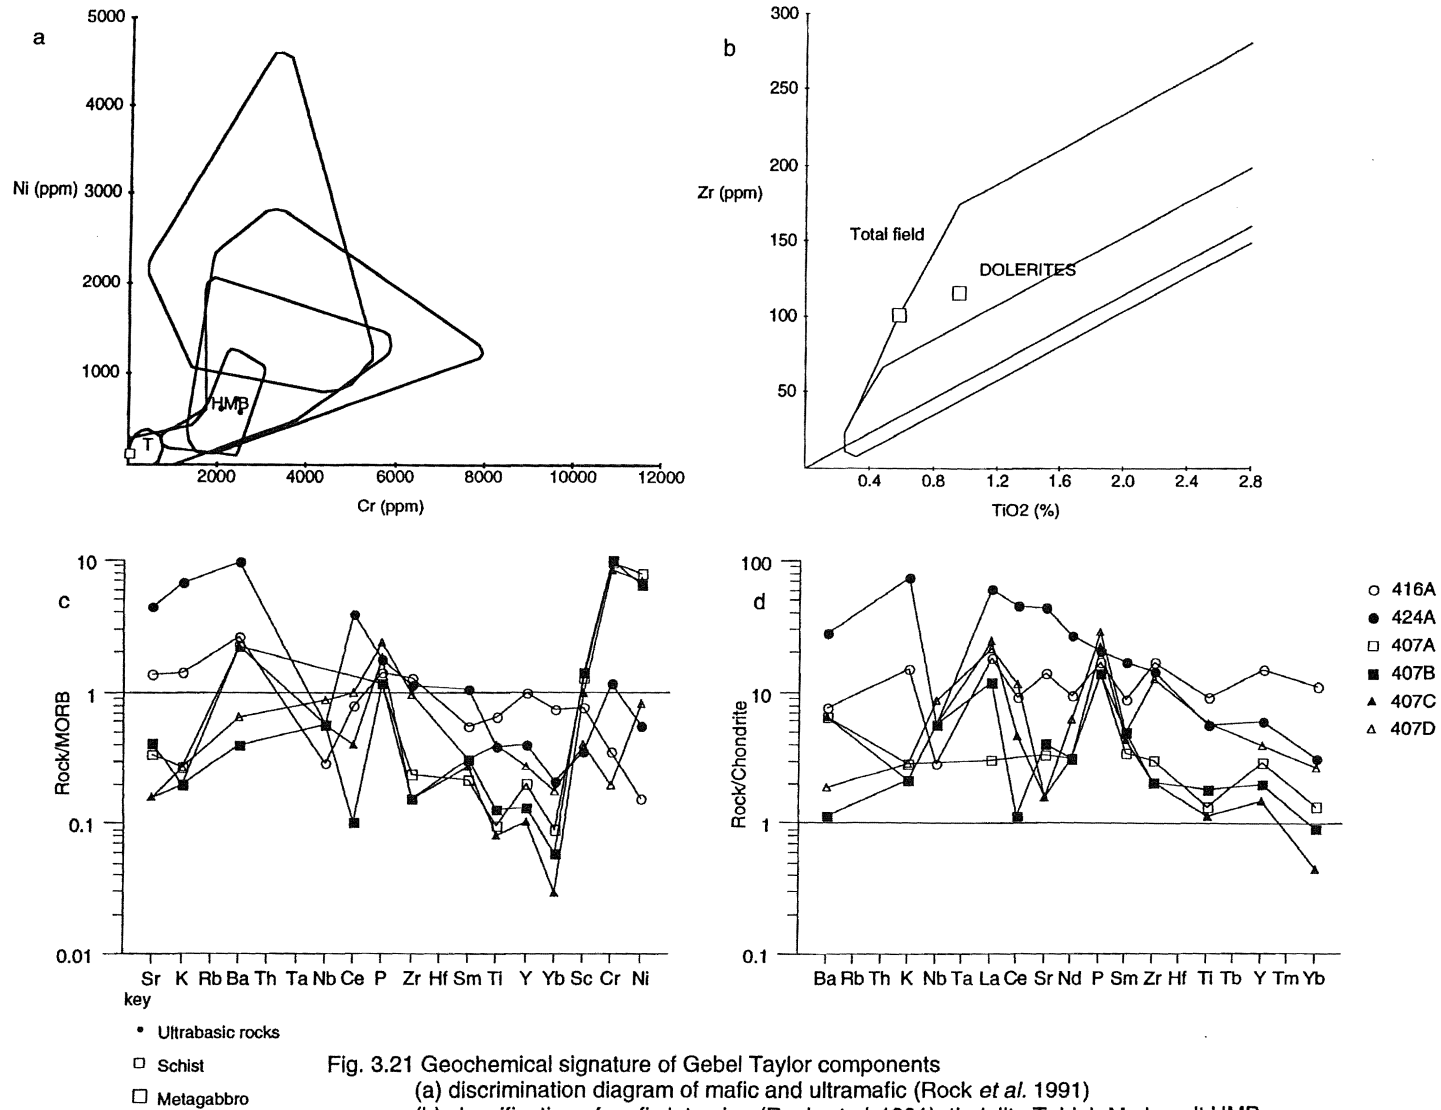 a
5000
4000
Ni (ppm) 3000
2000
1000
HMB
T
2000 4000 6000 8000 10000 12000
Cr (ppm)
b
300
250
200
Zr (ppm)
150
100
50
Total field
DOLERITES
0.4 0.8 1.2 1.6 2.0 2.4 2.8
TiO2 (%)
c
10
1
0.1
0.01
Rock/MORB
Sr K Rb Ba Th Ta Nb Ce P Zr Hf Sm Ti Y Yb Sc Cr Ni
d
100
10
1
0.1
Rock/Chondrite
Ba Rb Th K Nb Ta La Ce Sr Nd P Sm Zr Hf Ti Tb Y Tm Yb
416A
424A
407A
407B
407C
407D
key
Ultrabasic rocks
Schist
Metagabbro
Fig. 3.21 Geochemical signature of Gebel Taylor components
(a) discrimination diagram of mafic and ultramafic (Rock et al. 1991)